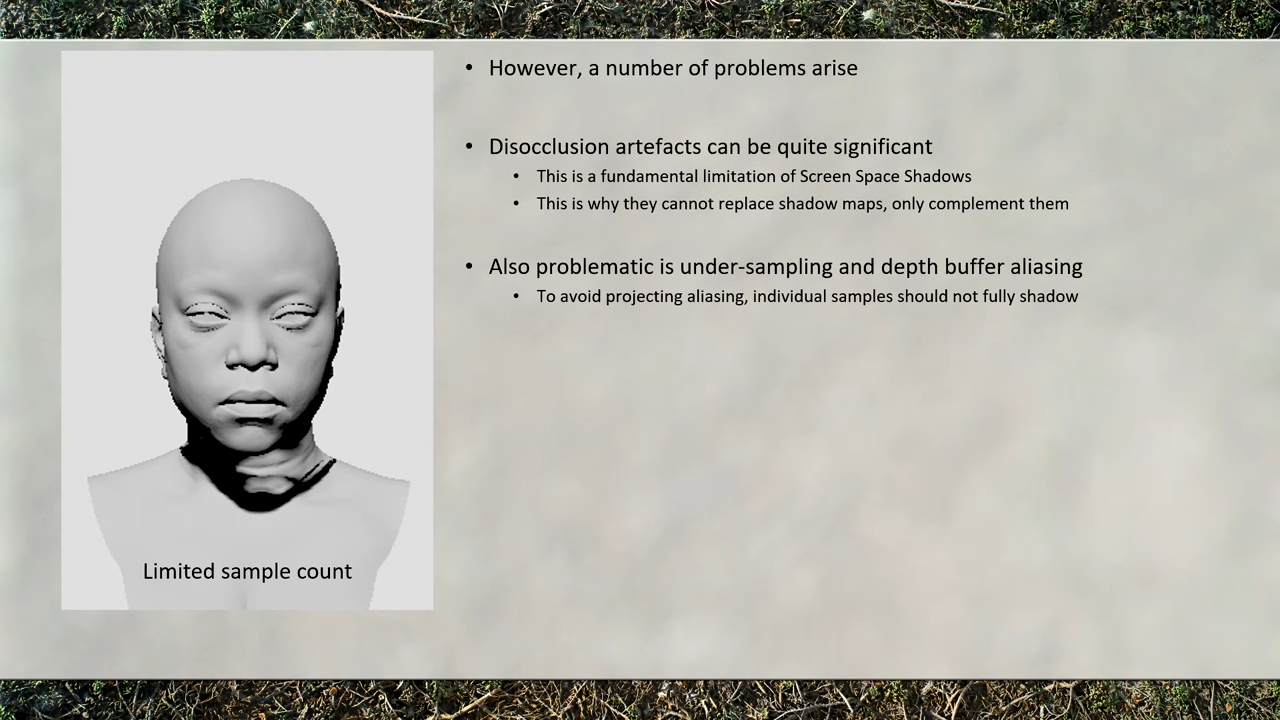 • However, a number of problems arise
• Disocclusion artefacts can be quite significant
• This is a fundamental limitation of Screen Space Shadows
• This is why they cannot replace shadow maps, only complement them
• Also problematic is under-sampling and depth buffer aliasing
• To avoid projecting aliasing, individual samples should not fully shadow
Limited sample count